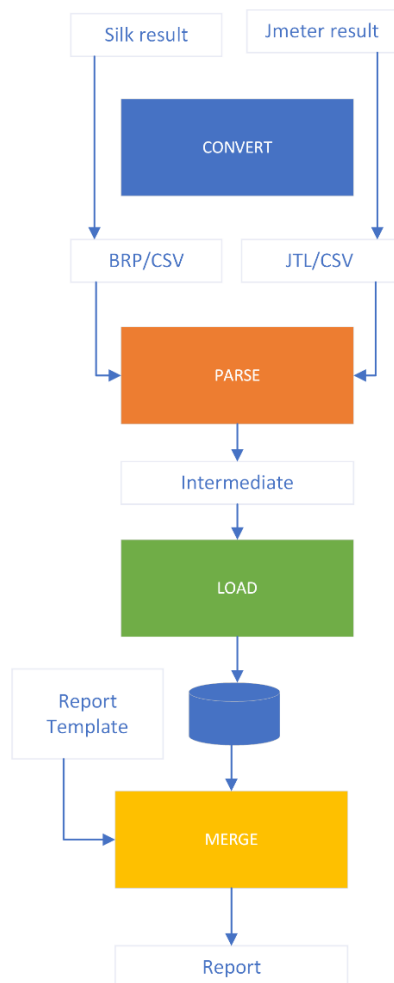 Silk result
Jmeter result
CONVERT
BRP/CSV
JTL/CSV
PARSE
Intermediate
LOAD
Report
Template
MERGE
Report